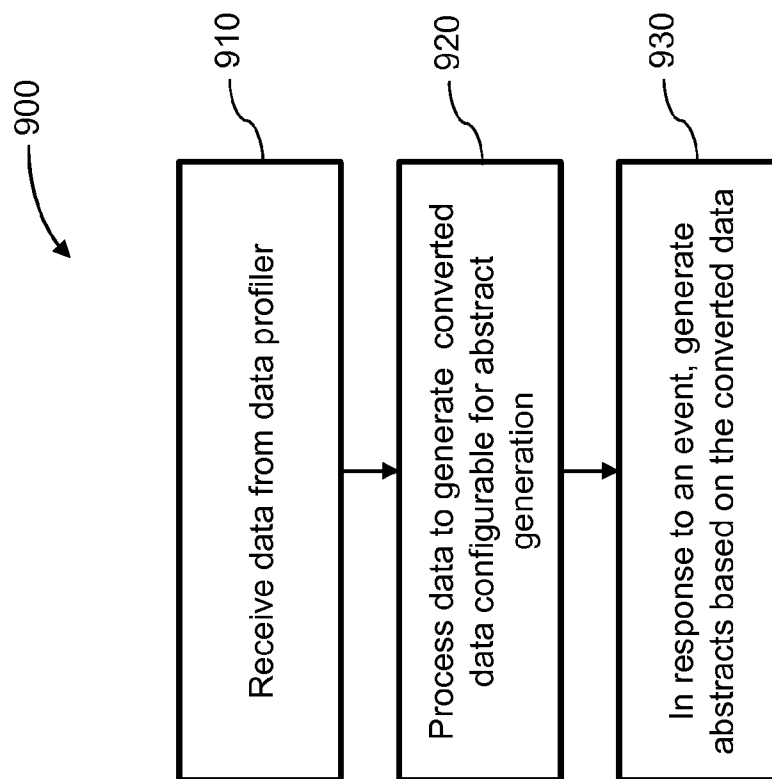 900
910
Receive data from data profiler
920
Process data to generate converted
data configurable for abstract
generation
930
In response to an event, generate
abstracts based on the converted data